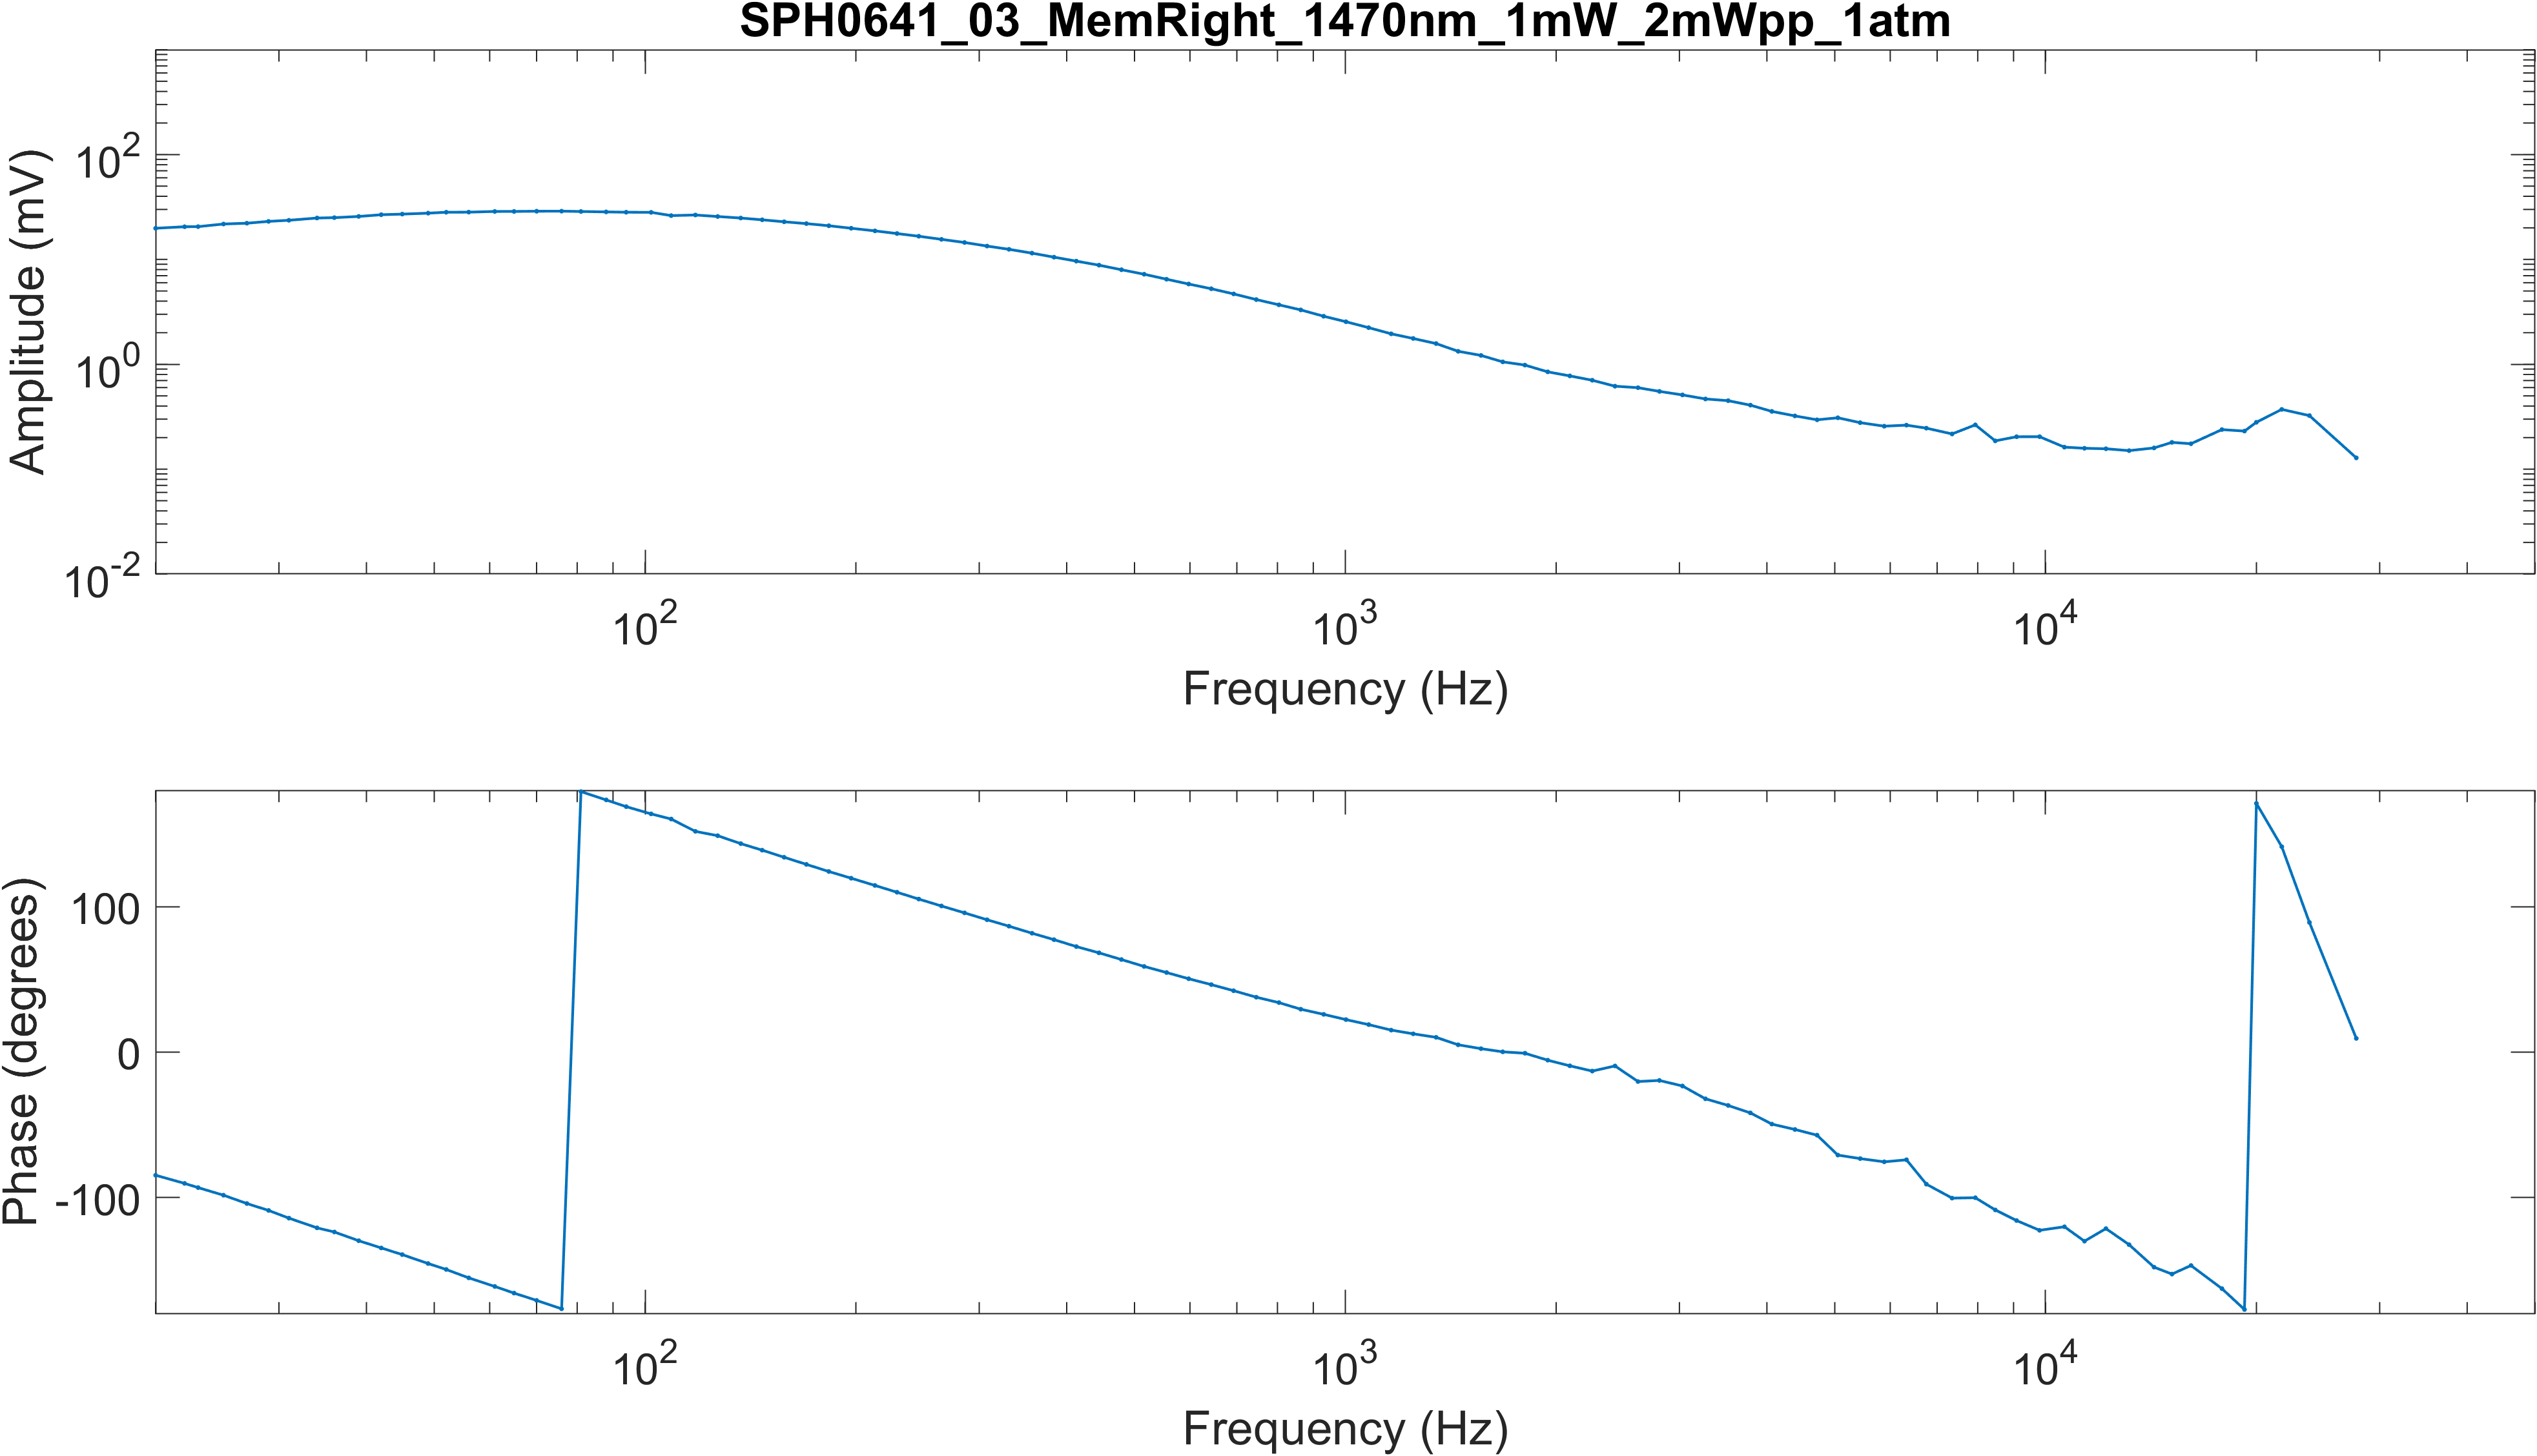 SPH0641_03_MemRight_1470nm_1mW_2mWpp_1atm
Amplitude (mV)
10^2
10^0
10^-2
10^2
10^3
10^4
Frequency (Hz)
Phase (degrees)
100
0
-100
10^2
10^3
10^4
Frequency (Hz)